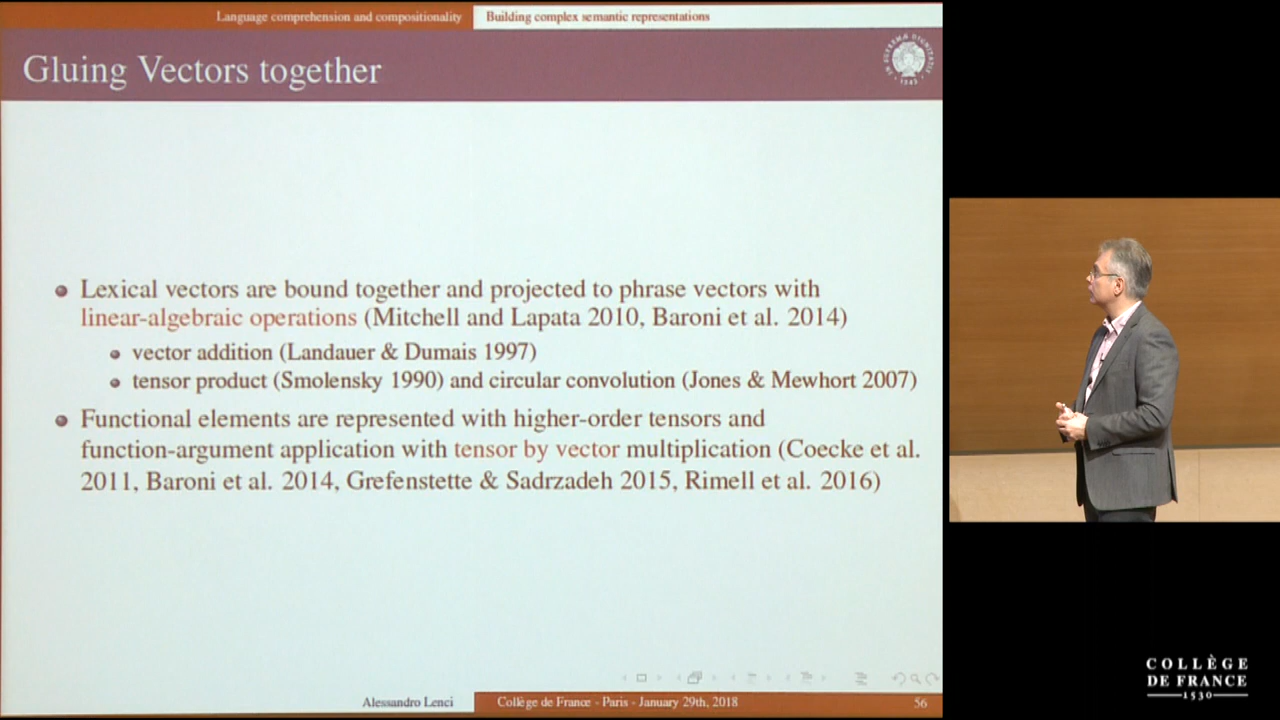 Language comprehension and compositionality
Building complex semantic representations
Gluing Vectors together
Lexical vectors are bound together and projected to phrase vectors with
linear-algebraic operations (Mitchell and Lapata 2010, Baroni et al. 2014)
vector addition (Landauer & Dumais 1997)
tensor product (Smolensky 1990) and circular convolution (Jones & Mewhort 2007)
Functional elements are represented with higher-order tensors and
function-argument application with tensor by vector multiplication (Coecke et al.
2011, Baroni et al. 2014, Grefenstette & Sadrzadeh 2015, Rimell et al. 2016)
Alessandro Lenci
Collège de France - Paris - January 29th, 2018
56
COLLÈGE
DE FRANCE
1530